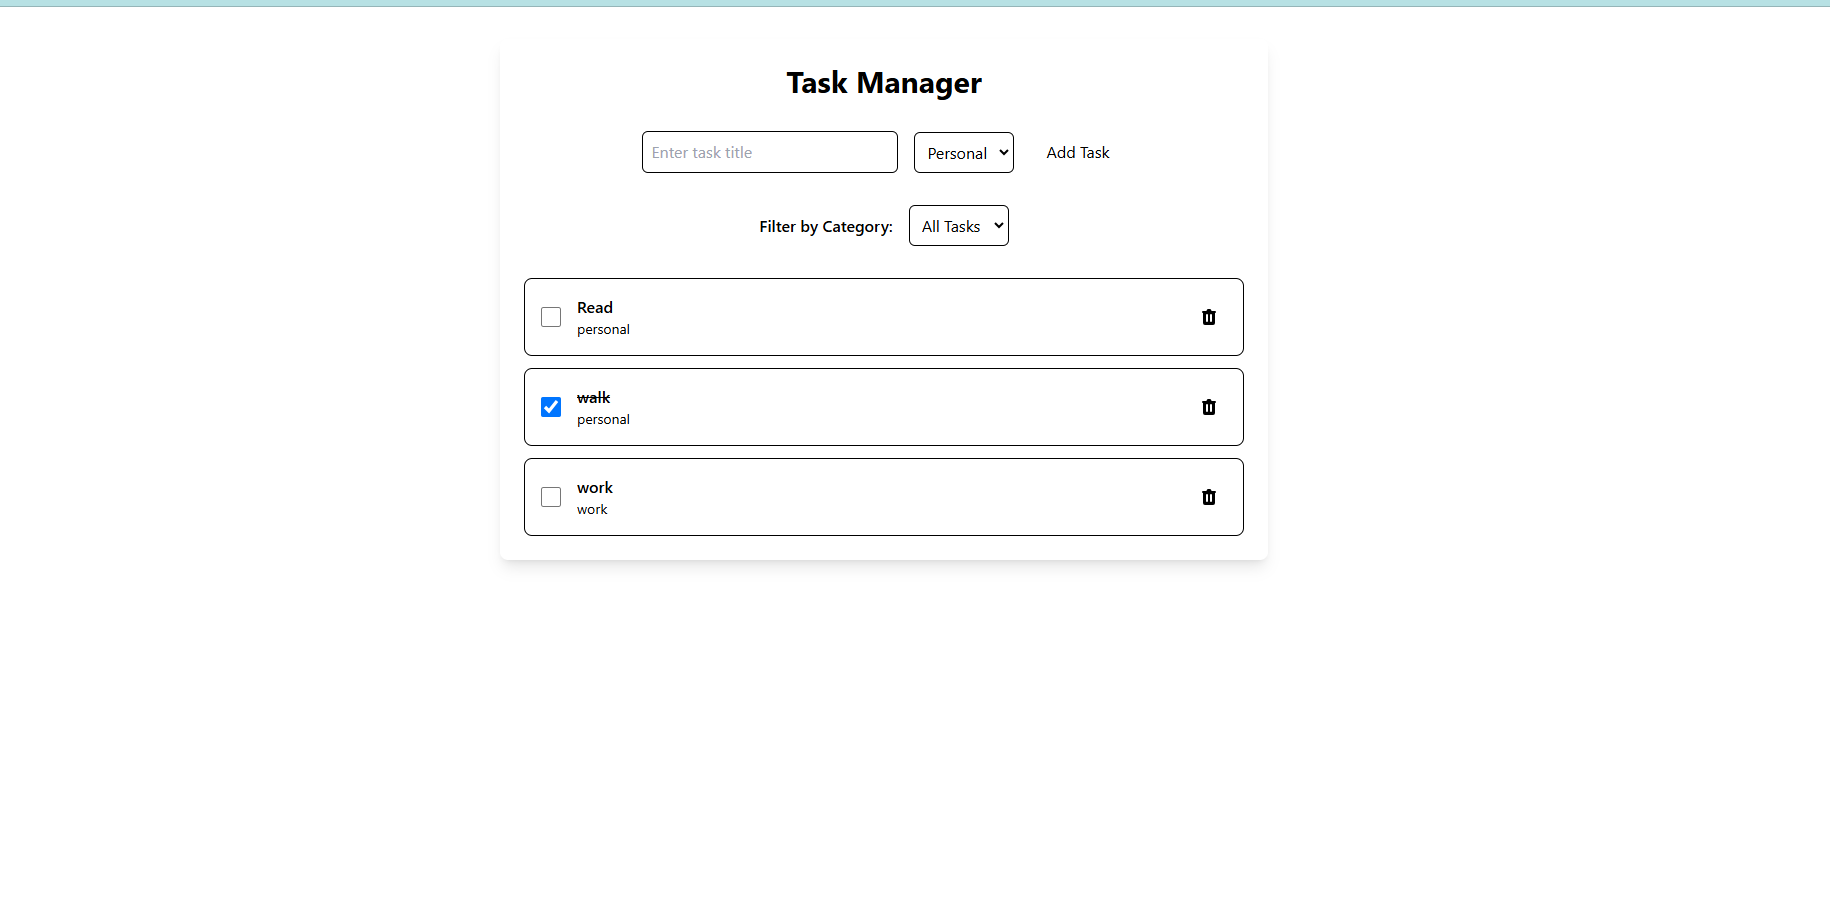 Task Manager
Enter task title Personal Add Task
Filter by Category: All Tasks
Read
personal
walk
personal
work
work